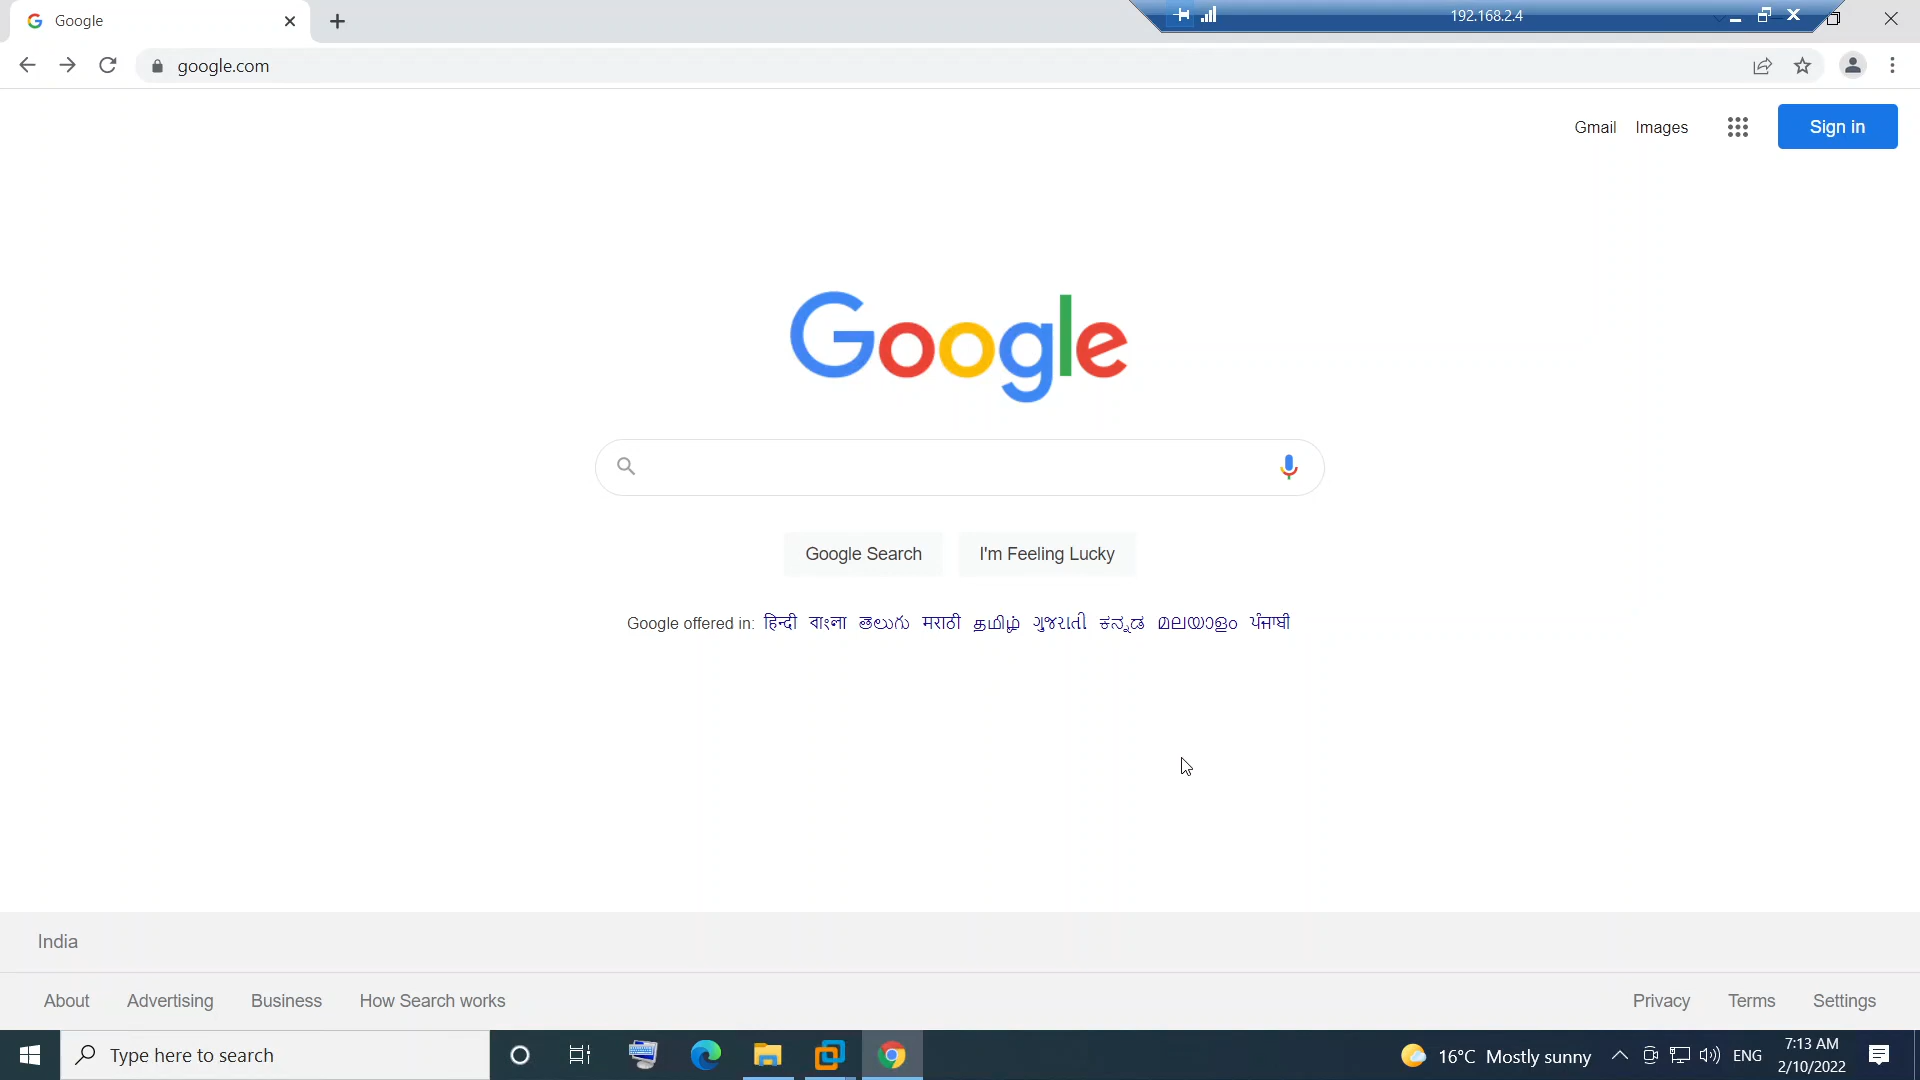 Google
192.168.2.4
google.com
Gmail Images Sign in
Google
Google Search I'm Feeling Lucky
Google offered in: हिन्दी বাংলা తెలుగు मराठी தமிழ் ગુજરાતી ಕನ್ನಡ മലയാളം ਪੰਜਾਬੀ
India
About Advertising Business How Search works Privacy Terms Settings
Type here to search 16°C Mostly sunny ENG 7:13 AM
2/10/2022